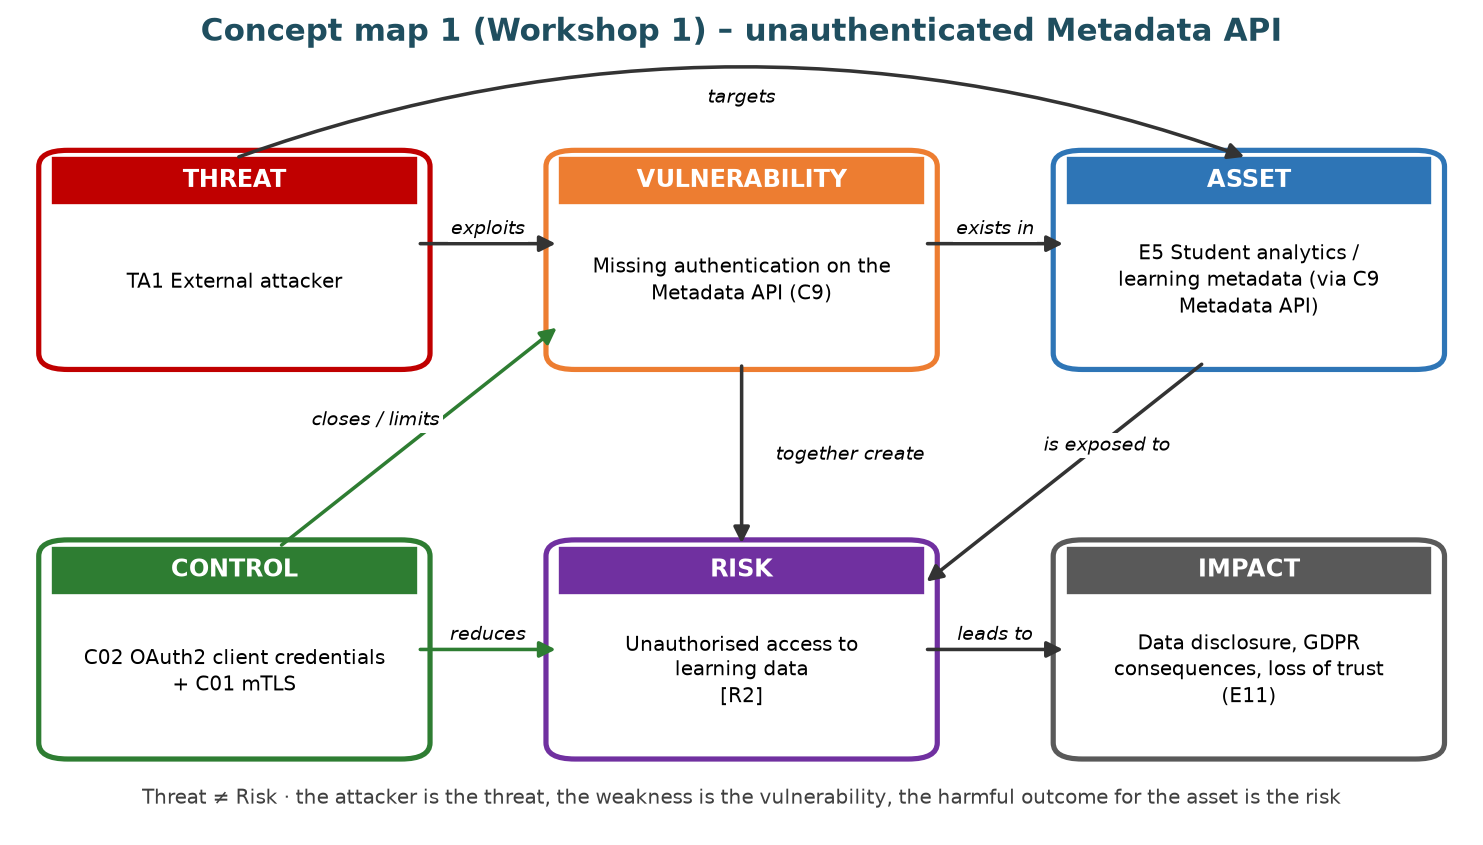 Concept map 1 (Workshop 1) – unauthenticated Metadata API
targets
THREAT
TA1 External attacker
exploits
VULNERABILITY
Missing authentication on the
Metadata API (C9)
exists in
ASSET
E5 Student analytics /
learning metadata (via C9
Metadata API)
closes / limits
together create
is exposed to
CONTROL
C02 OAuth2 client credentials
+ C01 mTLS
reduces
RISK
Unauthorised access to
learning data
[R2]
leads to
IMPACT
Data disclosure, GDPR
consequences, loss of trust
(E11)
Threat ≠ Risk · the attacker is the threat, the weakness is the vulnerability, the harmful outcome for the asset is the risk